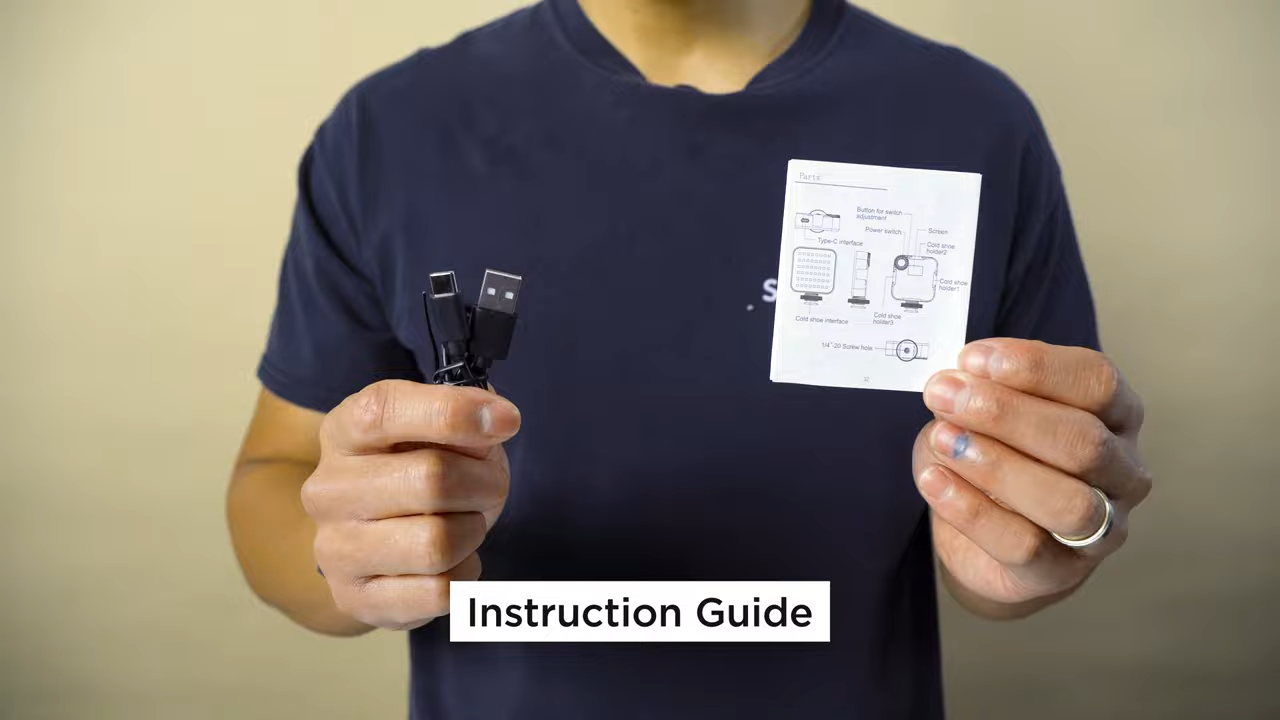 Parts
Button for switch
adjustment
Power switch
Screen
Type-C interface
Cold shoe
holder2
Cold shoe
holder1
Cold shoe interface
Cold shoe
holder3
1/4"-20 Screw hole
S
Instruction Guide